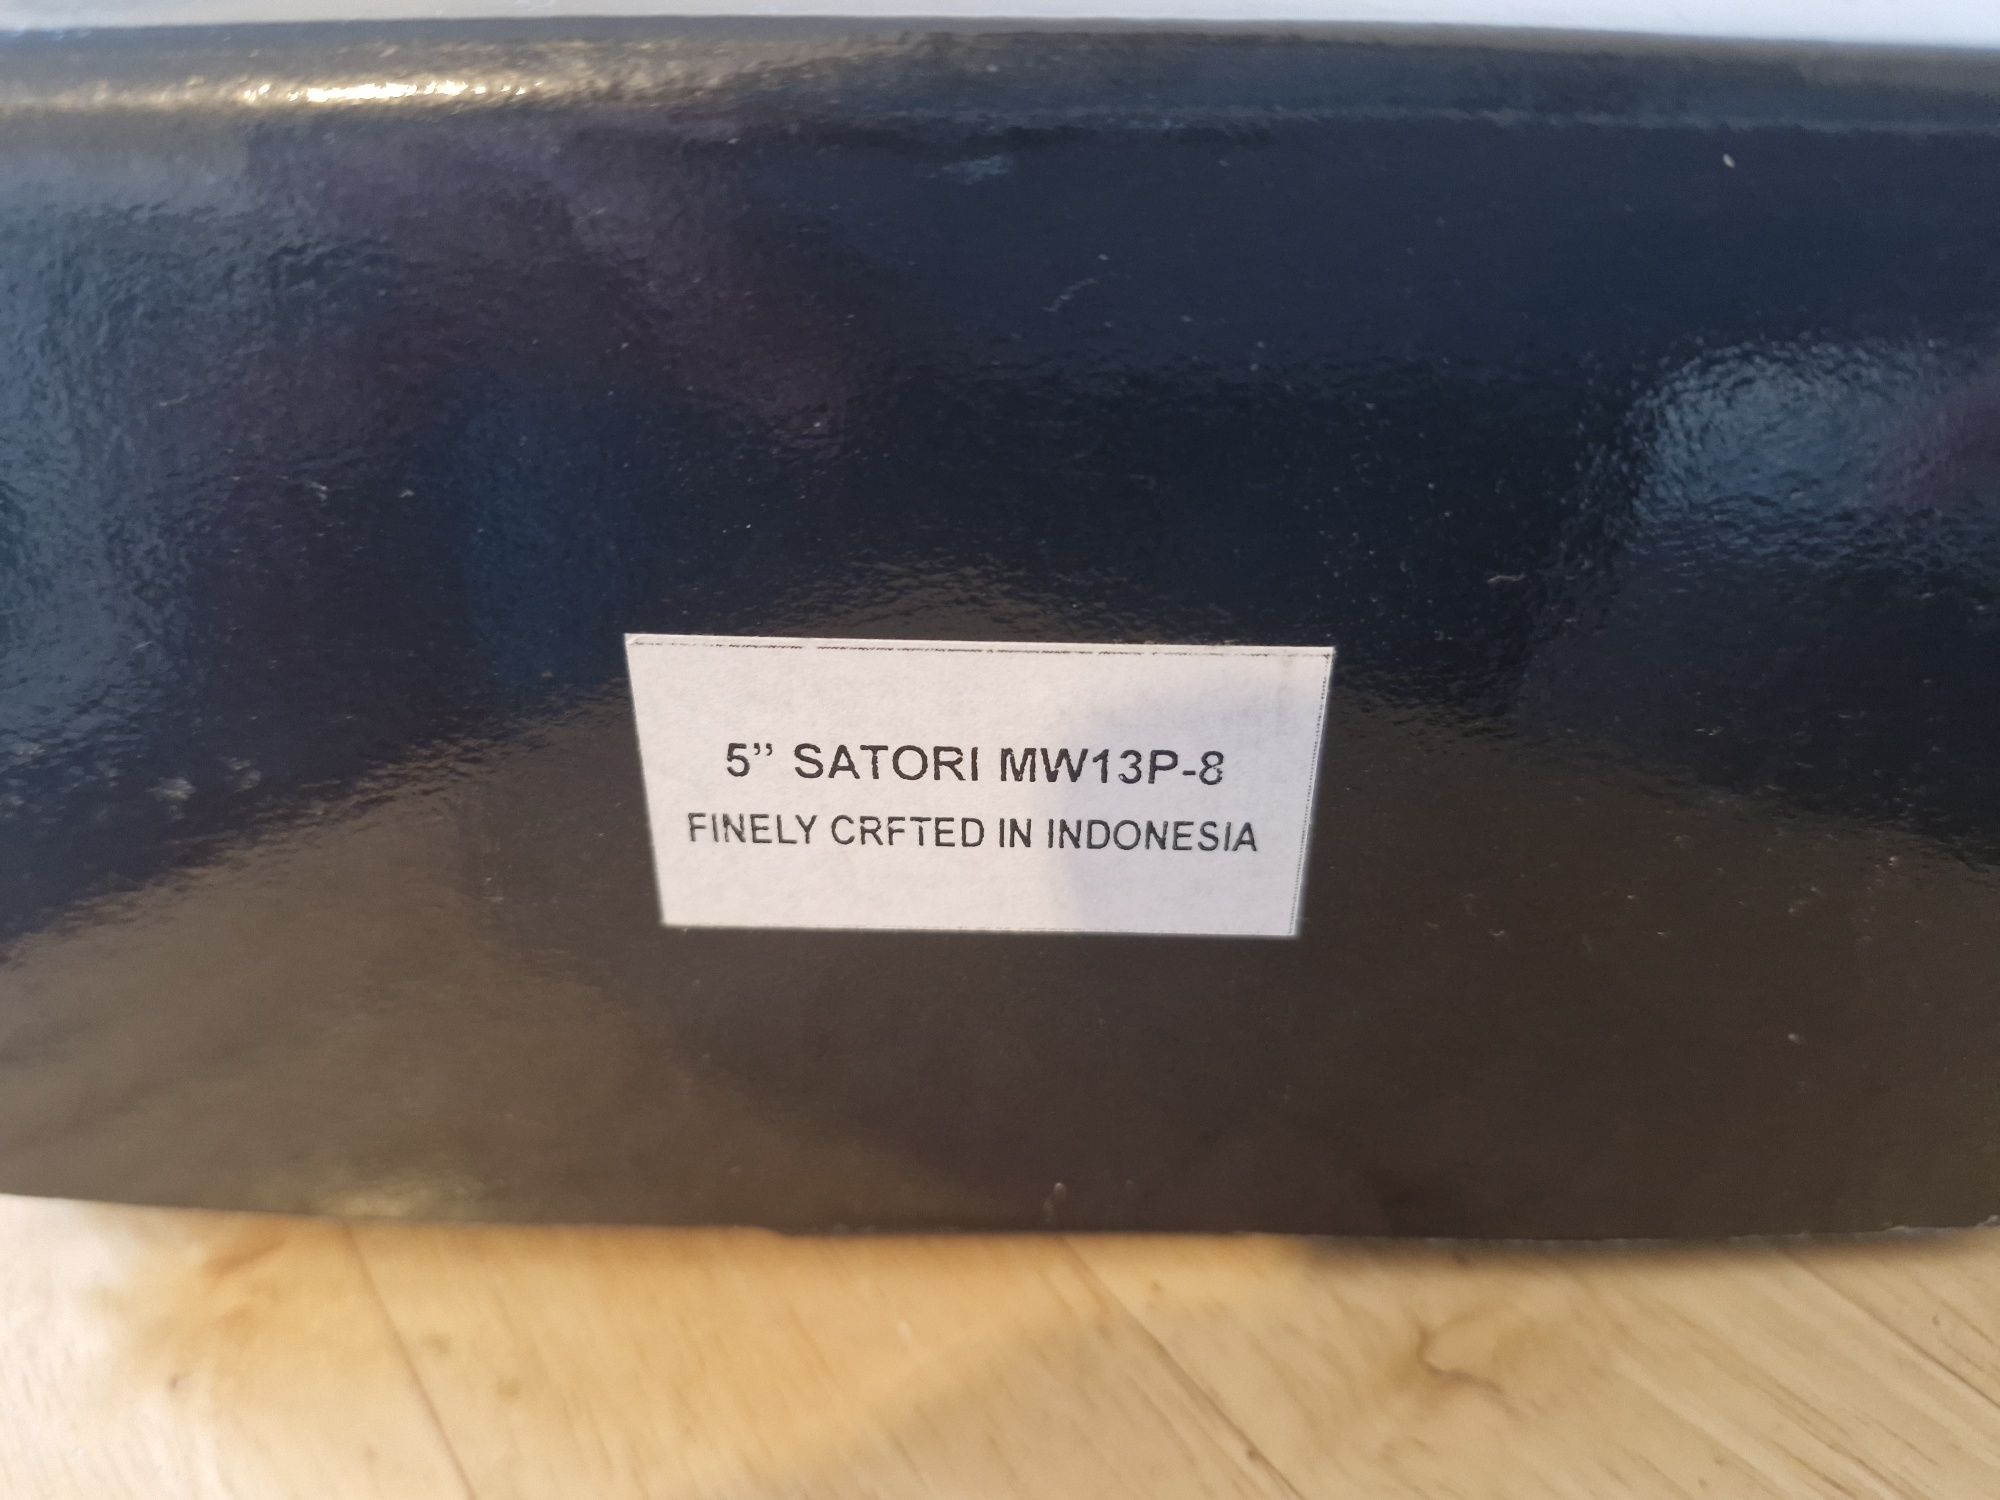 5” SATORI MW13P-8
FINELY CRFTED IN INDONESIA